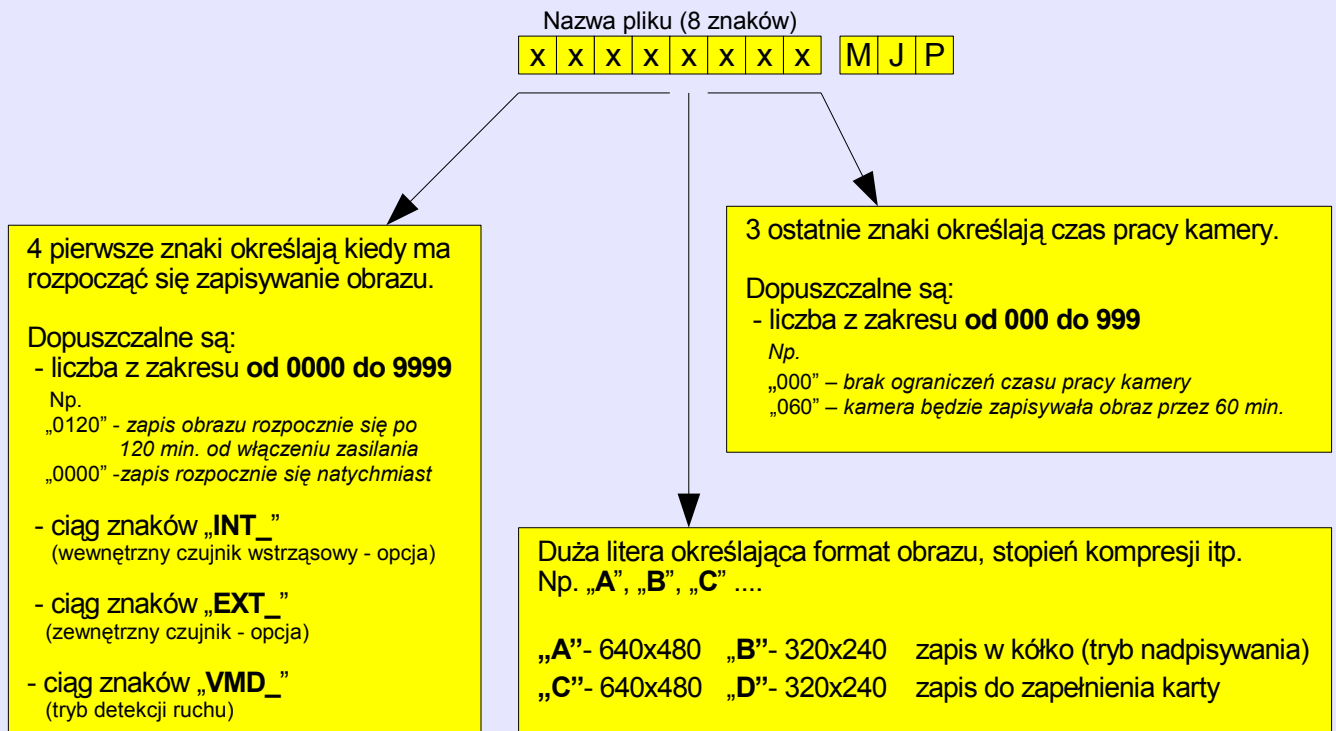 Nazwa pliku (8 znaków)
x x x x x x x x M J P
4 pierwsze znaki określają kiedy ma
rozpocząć się zapisywanie obrazu.
Dopuszczalne są:
- liczba z zakresu od 0000 do 9999
Np.
„0120” - zapis obrazu rozpocznie się po
120 min. od włączeniu zasilania
„0000” -zapis rozpocznie się natychmiast
- ciąg znaków „INT_”
(wewnętrzny czujnik wstrząsowy - opcja)
- ciąg znaków „EXT_”
(zewnętrzny czujnik - opcja)
- ciąg znaków „VMD_”
(tryb detekcji ruchu)
3 ostatnie znaki określają czas pracy kamery.
Dopuszczalne są:
- liczba z zakresu od 000 do 999
Np.
„000” – brak ograniczeń czasu pracy kamery
„060” – kamera będzie zapisywała obraz przez 60 min.
Duża litera określająca format obrazu, stopień kompresji itp.
Np. „A”, „B”, „C” ....
„A”- 640x480 „B”- 320x240 zapis w kółko (tryb nadpisywania)
„C”- 640x480 „D”- 320x240 zapis do zapełnienia karty